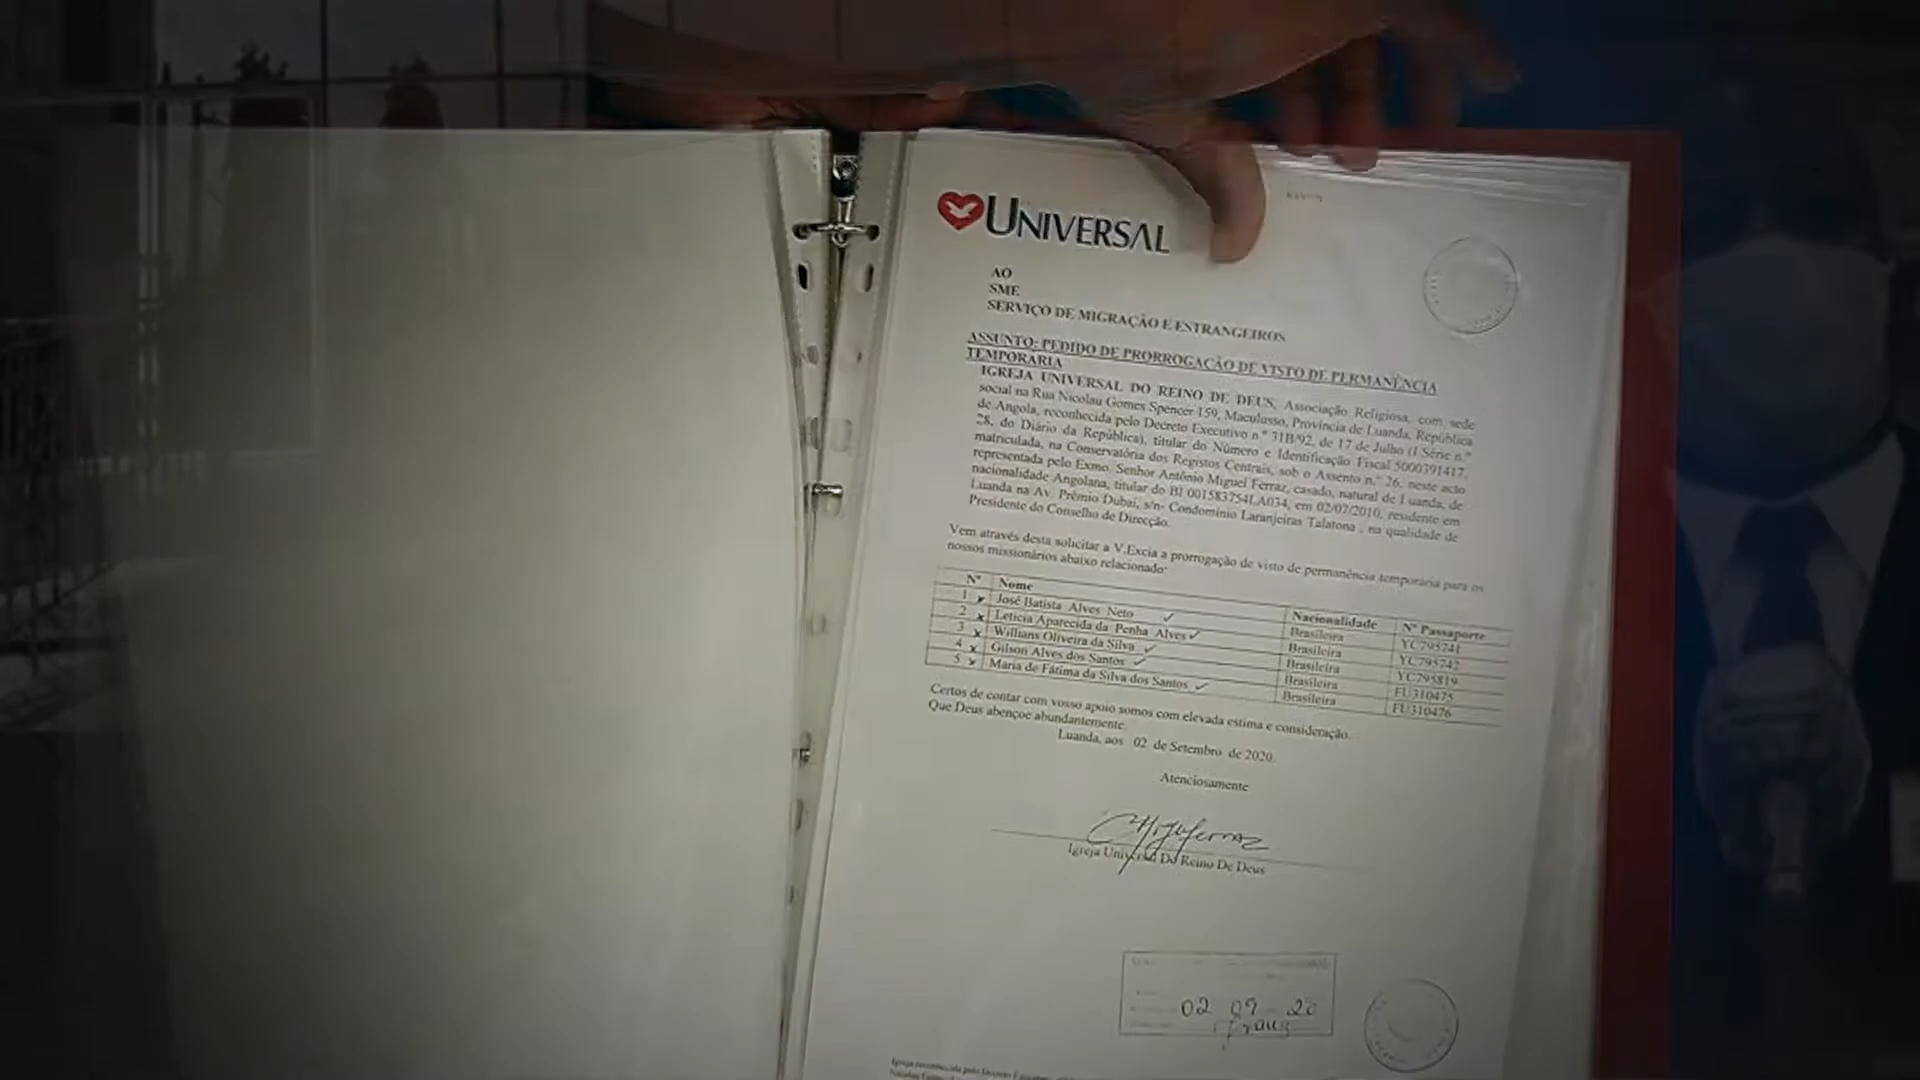 UNIVERSAL
AO
SME
SERVIÇO DE MIGRAÇÃO E ESTRANGEIROS
ASSUNTO: PEDIDO DE PRORROGAÇÃO DE VISTO DE PERMANÊNCIA
TEMPORARIA
IGREJA UNIVERSAL DO REINO DE DEUS, Associação Religiosa, com sede
social na Rua Nicolau Gomes Spencer 159, Maculusso, Província de Luanda, República
de Angola, reconhecida pelo Decreto Executivo n.º 31B/92, de 17 de Julho (I Série n.º
28, do Diário da República), titular do Número e Identificação Fiscal 5000391417,
matriculada, na Conservatória dos Registos Centrais, sob o Assento n.º 26, neste acto
representada pelo Exmo. Senhor António Miguel Ferraz, casado, natural de Luanda, de
nacionalidade Angolana, titular do BI 001583754LA034, em 02/07/2010, residente em
Luanda na Av. Prémio Dubai, s/n- Condomínio Laranjeiras Talatona , na qualidade de
Presidente do Conselho de Direcção.
Vem através desta solicitar a V.Excia a prorrogação de visto de permanência temporária para os
nossos missionários abaixo relacionado:
Nº Nome Nacionalidade Nº Passaporte
1 José Batista Alves Neto Brasileira YC795741
2 Leticia Aparecida da Penha Alves Brasileira YC795742
3 Willians Oliveira da Silva Brasileira YC795819
4 Gilson Alves dos Santos Brasileira FU310475
5 Maria de Fátima da Silva dos Santos Brasileira FU310476
Certos de contar com vosso apoio somos com elevada estima e consideração.
Que Deus abençoe abundantemente.
Luanda, aos 02 de Setembro de 2020.
Atenciosamente
Igreja Universal Do Reino De Deus
02 09 20